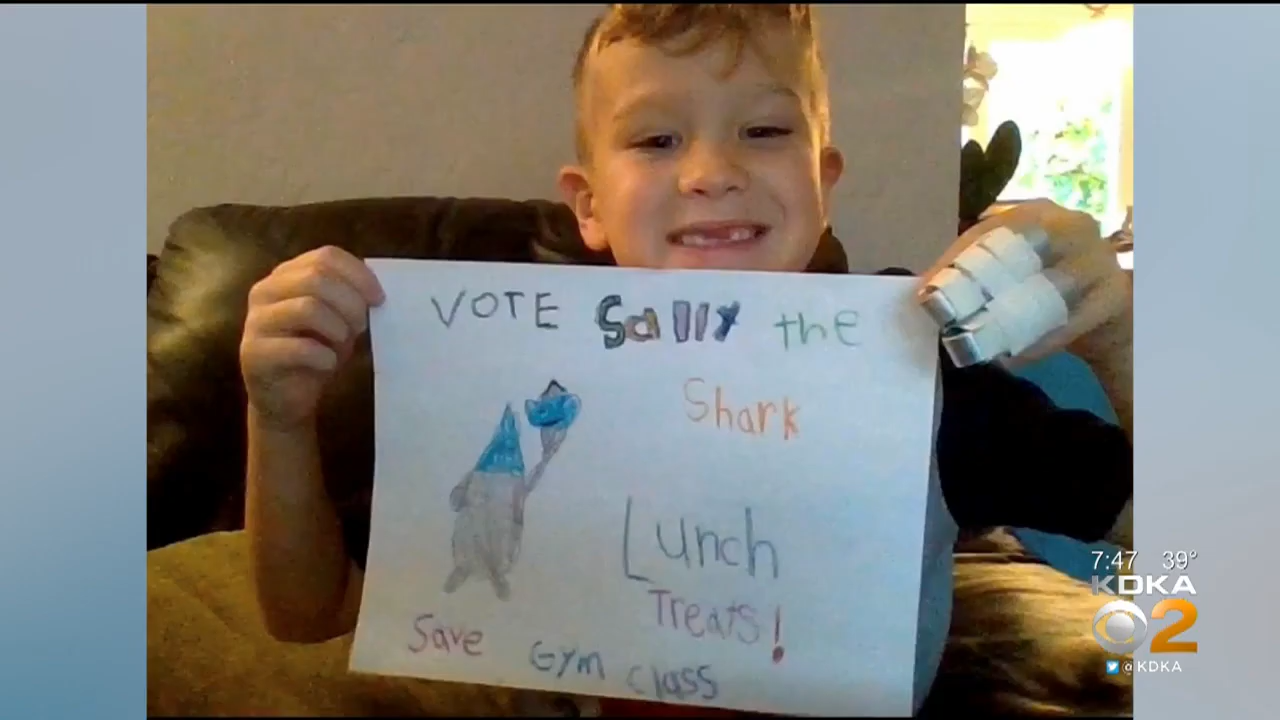 VOTE Sally the
Shark
Lunch
Treats!
Save Gym class
7:47 39°
KDKA
2
@KDKA